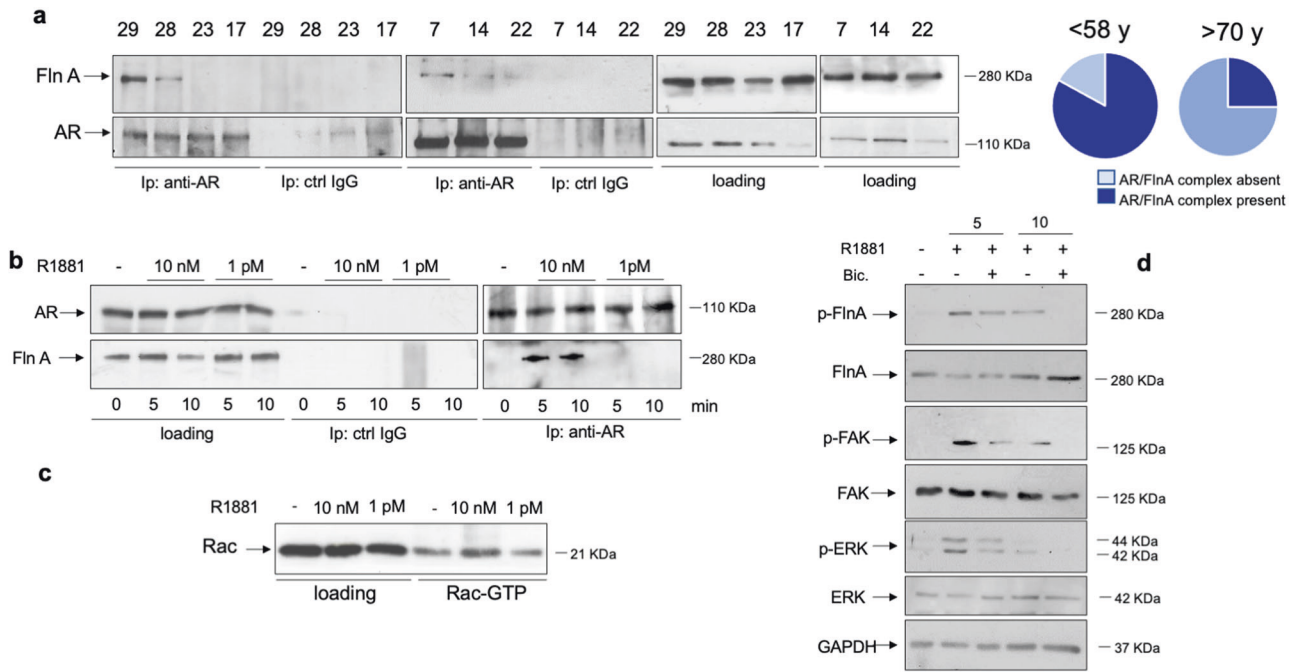 a
29 28 23 17 29 28 23 17 7 14 22 7 14 22 29 28 23 17 7 14 22
Fln A
280 KDa
AR
110 KDa
Ip: anti-AR Ip: ctrl IgG Ip: anti-AR Ip: ctrl IgG loading loading
<58 y >70 y
AR/FlnA complex absent
AR/FlnA complex present
b
R1881 - 10 nM 1 pM - 10 nM 1 pM - 10 nM 1pM
AR
110 KDa
Fln A
280 KDa
0 5 10 5 10 0 5 10 5 10 0 5 10 5 10 min
loading Ip: ctrl IgG Ip: anti-AR
c
R1881 - 10 nM 1 pM - 10 nM 1 pM
Rac
21 KDa
loading Rac-GTP
d
5 10
R1881 - + + + +
Bic. - - + - +
p-FlnA
280 KDa
FlnA
280 KDa
p-FAK
125 KDa
FAK
125 KDa
p-ERK
44 KDa
42 KDa
ERK
42 KDa
GAPDH
37 KDa